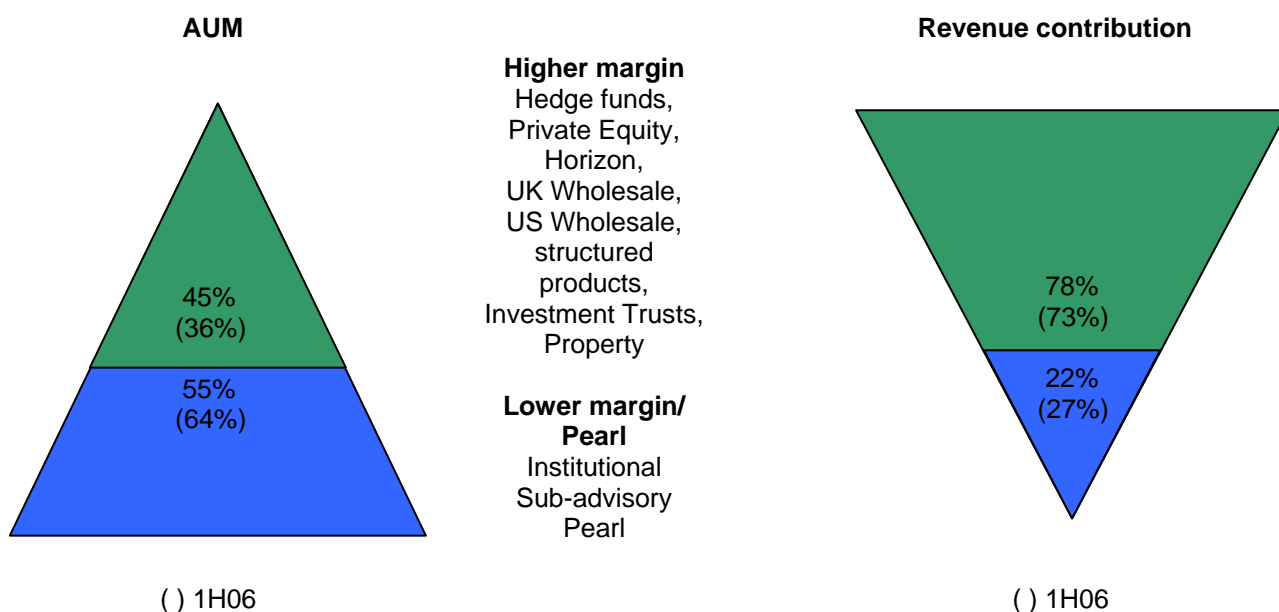 AUM
45%
(36%)
55%
(64%)
( ) 1H06
Higher margin
Hedge funds,
Private Equity,
Horizon,
UK Wholesale,
US Wholesale,
structured
products,
Investment Trusts,
Property
Lower margin/
Pearl
Institutional
Sub-advisory
Pearl
Revenue contribution
78%
(73%)
22%
(27%)
( ) 1H06